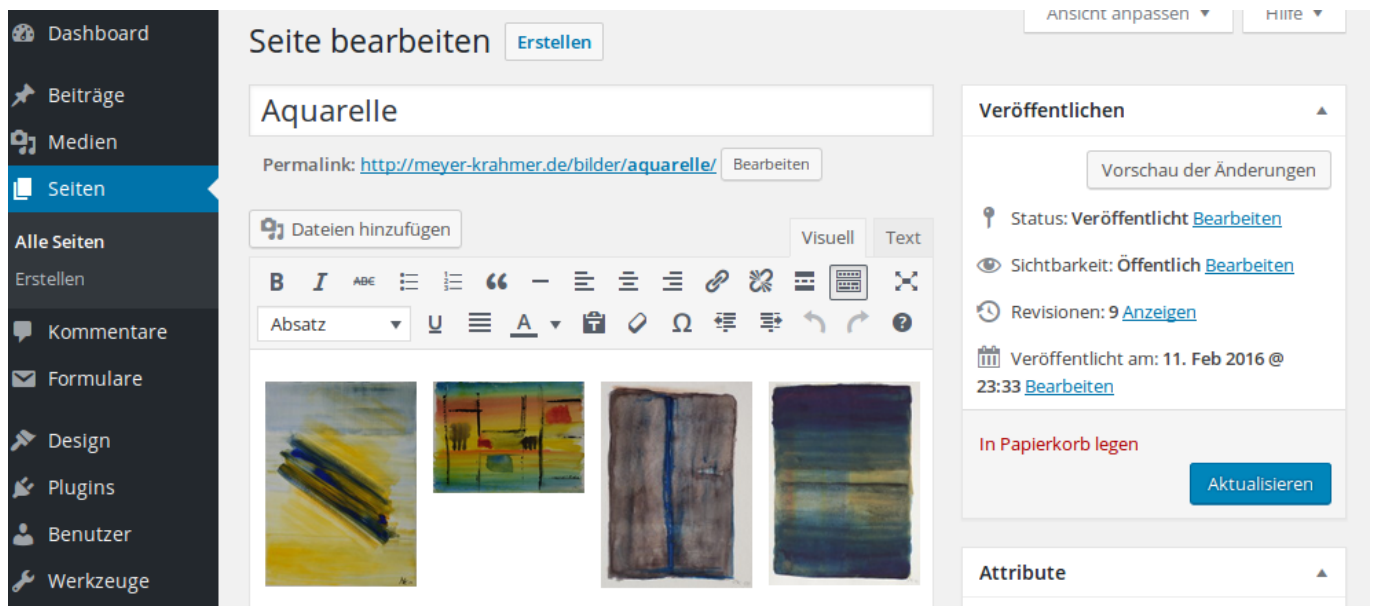 Dashboard
Beiträge
Medien
Seiten
Alle Seiten
Erstellen
Kommentare
Formulare
Design
Plugins
Benutzer
Werkzeuge
Ansicht anpassen
Hilfe
Seite bearbeiten Erstellen
Aquarelle
Permalink: http://meyer-krahmer.de/bilder/aquarelle/ Bearbeiten
Dateien hinzufügen
Visuell Text
B I ABE
Absatz U A T Ω ?
Veröffentlichen
Vorschau der Änderungen
Status: Veröffentlicht Bearbeiten
Sichtbarkeit: Öffentlich Bearbeiten
Revisionen: 9 Anzeigen
Veröffentlicht am: 11. Feb 2016 @
23:33 Bearbeiten
In Papierkorb legen
Aktualisieren
Attribute